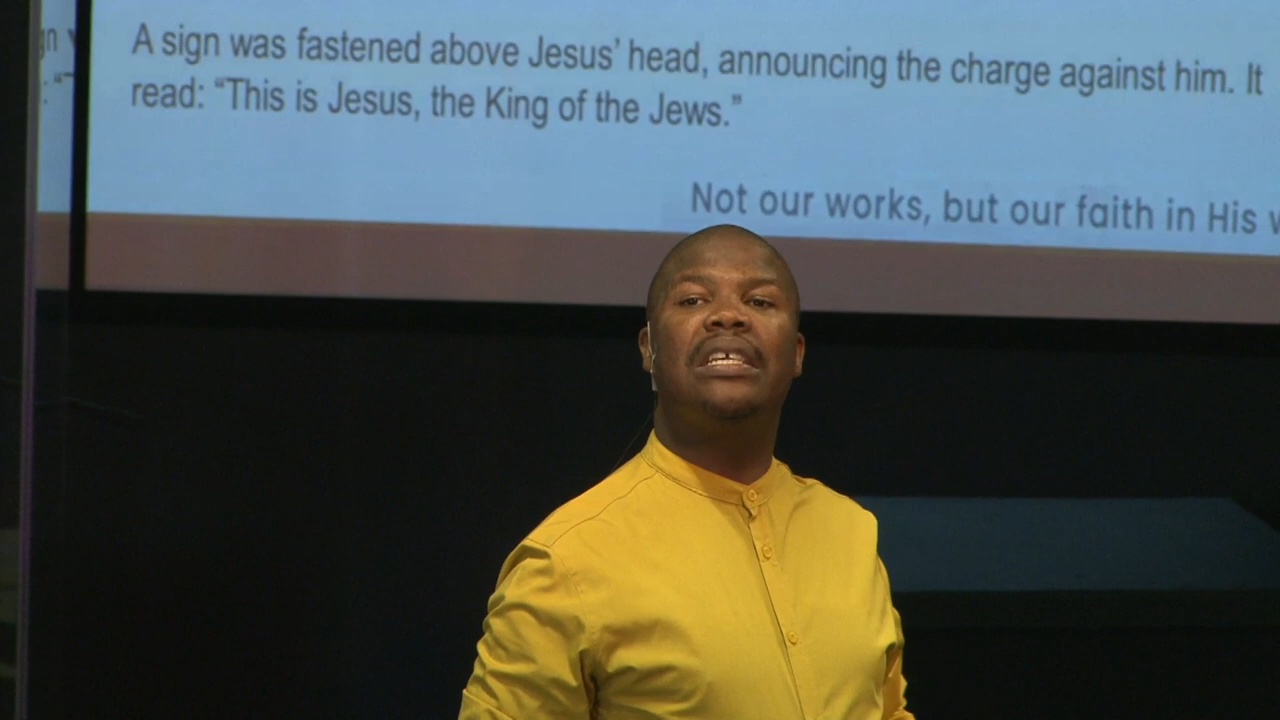 A sign was fastened above Jesus’ head, announcing the charge against him. It
read: “This is Jesus, the King of the Jews.”
Not our works, but our faith in His